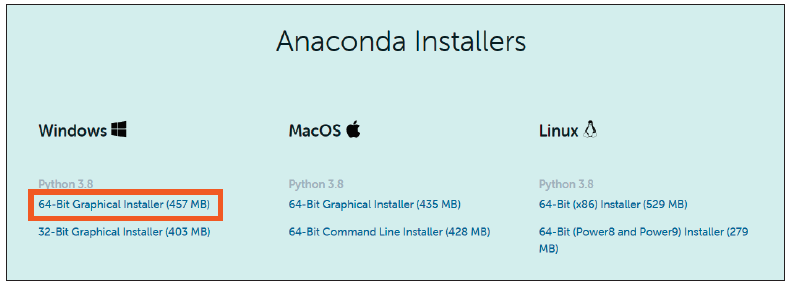 Anaconda Installers
Windows
MacOS
Linux
Python 3.8
64-Bit Graphical Installer (457 MB)
32-Bit Graphical Installer (403 MB)
Python 3.8
64-Bit Graphical Installer (435 MB)
64-Bit Command Line Installer (428 MB)
Python 3.8
64-Bit (x86) Installer (529 MB)
64-Bit (Power8 and Power9) Installer (279
MB)